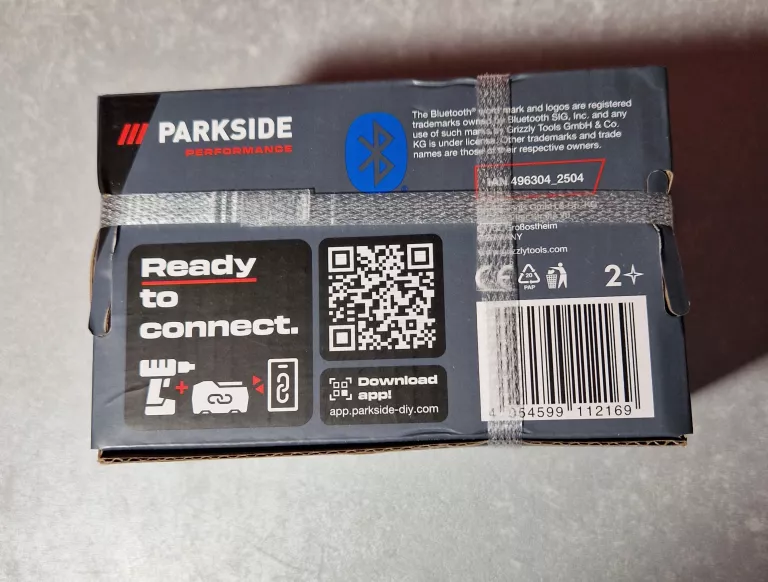 PARKSIDE
PERFORMANCE
The Bluetooth® word mark and logos are registered
trademarks owned by Bluetooth SIG, Inc. and any
use of such marks by Grizzly Tools GmbH & Co.
KG is under license. Other trademarks and trade
names are those of their respective owners.
IAN 496304_2504
Großostheim
Ready
to
connect.
20
PAP
2
Download
app!
app.parkside-diy.com
4 054599 112169